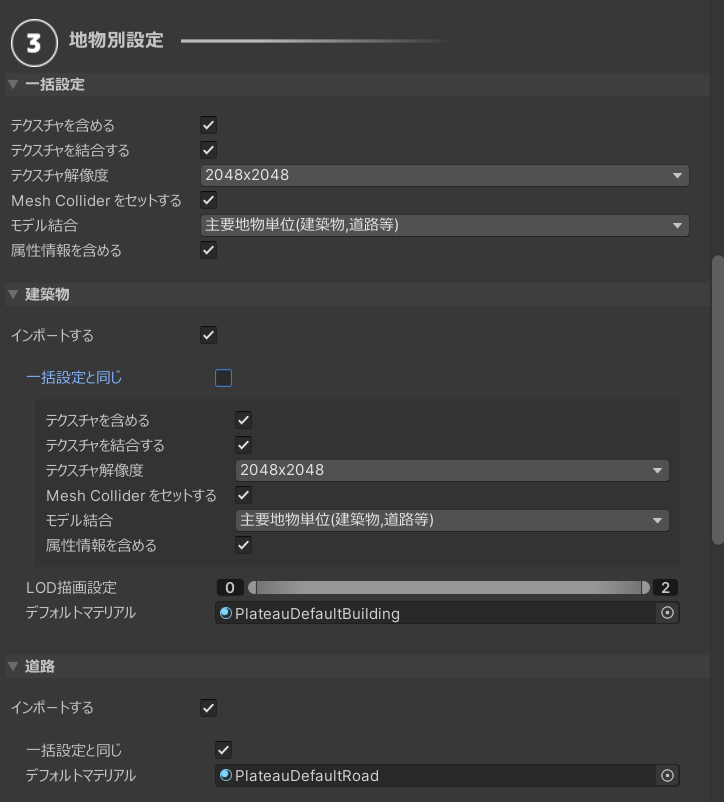 3 地物別設定
一括設定
テクスチャを含める
テクスチャを結合する
テクスチャ解像度 2048x2048
Mesh Collider をセットする
モデル結合 主要地物単位(建築物,道路等)
属性情報を含める
建築物
インポートする
一括設定と同じ
テクスチャを含める
テクスチャを結合する
テクスチャ解像度 2048x2048
Mesh Collider をセットする
モデル結合 主要地物単位(建築物,道路等)
属性情報を含める
LOD描画設定 0 2
デフォルトマテリアル PlateauDefaultBuilding
道路
インポートする
一括設定と同じ
デフォルトマテリアル PlateauDefaultRoad